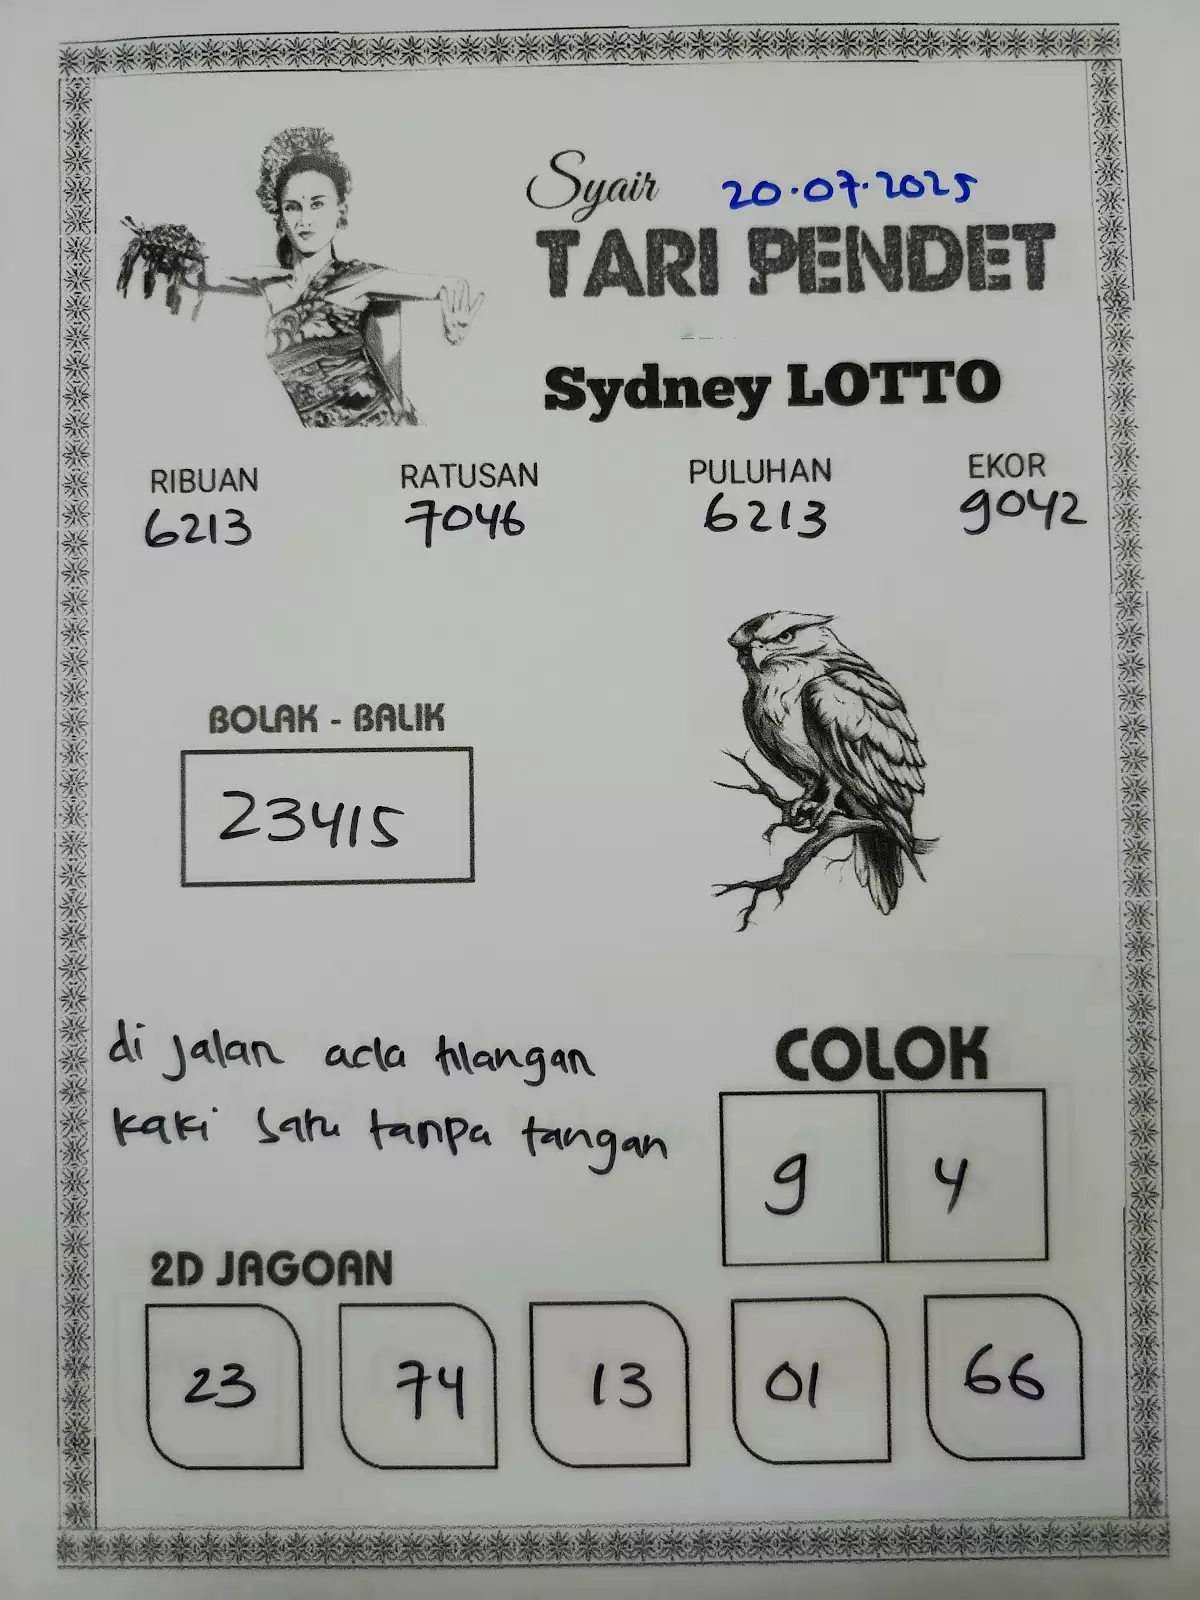 Syair 20.07.2025
TARI PENDET
Sydney LOTTO
RIBUAN RATUSAN PULUHAN EKOR
6213 7046 6213 9042
BOLAK - BALIK
23415
di jalan ada tilangan
kaki satu tanpa tangan
COLOK
9 4
2D JAGOAN
23 74 13 01 66